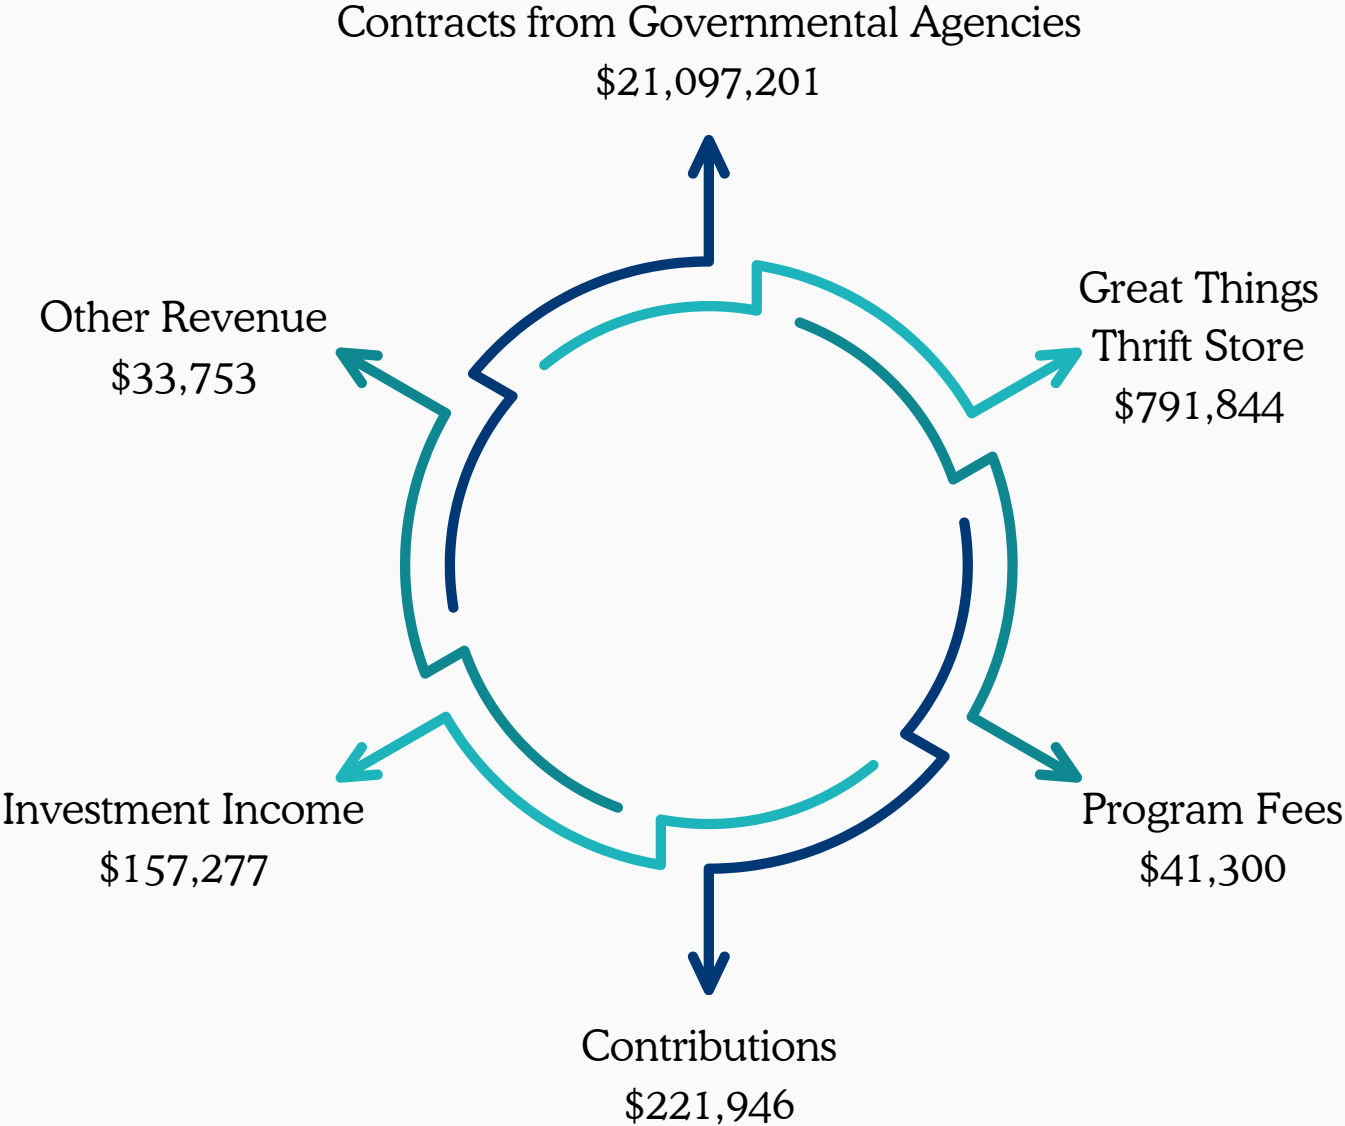 Contracts from Governmental Agencies
$21,097,201
Great Things
Thrift Store
$791,844
Other Revenue
$33,753
Investment Income
$157,277
Program Fees
$41,300
Contributions
$221,946